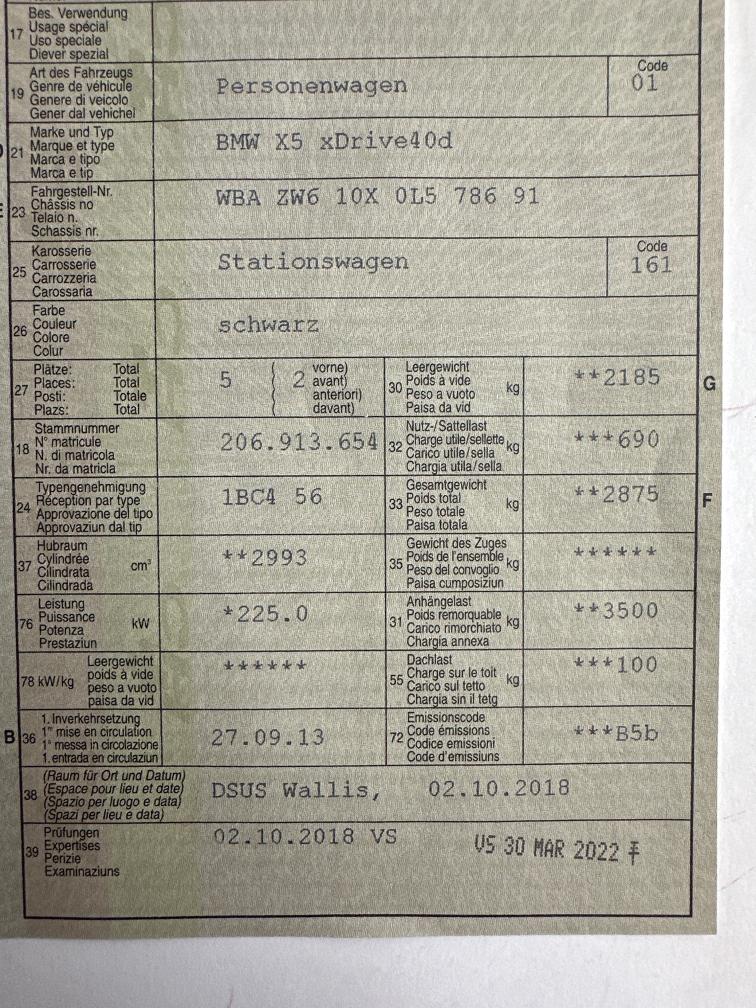 17
Bes. Verwendung
Usage spécial
Uso speciale
Diever spezial
19
Art des Fahrzeugs
Genre de véhicule
Genere di veicolo
Gener dal vehichel
Personenwagen
Code
01
21
Marke und Typ
Marque et type
Marca e tipo
Marca e tip
BMW X5 xDrive40d
23
Fahrgestell-Nr.
Châssis no
Telaio n.
Schassis nr.
WBA ZW6 10X 0L5 786 91
25
Karosserie
Carrosserie
Carrozzeria
Carossaria
Stationswagen
Code
161
26
Farbe
Couleur
Colore
Colur
schwarz
27
Plätze: Total
Places: Total
Posti: Totale
Plazs: Total
5 ( 2 vorne)
( avant)
( anteriori)
( davant)
30
Leergewicht
Poids à vide
Peso a vuoto
Paisa da vid
kg
**2185
G
18
Stammnummer
N° matricule
N. di matricola
Nr. da matricla
206.913.654
32
Nutz-/Sattellast
Charge utile/sellette
Carico utile/sella
Chargia utila/sella
kg
***690
24
Typengenehmigung
Réception par type
Approvazione del tipo
Approvaziun dal tip
1BC4 56
33
Gesamtgewicht
Poids total
Peso totale
Paisa totala
kg
**2875
F
37
Hubraum
Cylindrée
Cilindrata
Cilindrada
cm³
**2993
35
Gewicht des Zuges
Poids de l'ensemble
Peso del convoglio
Paisa cumposiziun
kg
******
76
Leistung
Puissance
Potenza
Prestaziun
kW
*225.0
31
Anhängelast
Poids remorquable
Carico rimorchiato
Chargia annexa
kg
**3500
78 kW/kg
Leergewicht
poids à vide
peso a vuoto
paisa da vid
******
55
Dachlast
Charge sur le toit
Carico sul tetto
Chargia sin il tetg
kg
***100
B
36
1. Inverkehrsetzung
1re mise en circulation
1a messa in circolazione
1. entrada en circulaziun
27.09.13
72
Emissionscode
Code émissions
Codice emissioni
Code d'emissiuns
***B5b
38
(Raum für Ort und Datum)
(Espace pour lieu et date)
(Spazio per luogo e data)
(Spazi per lieu e data)
DSUS Wallis, 02.10.2018
39
Prüfungen
Expertises
Perizie
Examinaziuns
02.10.2018 VS
VS 30 MAR 2022